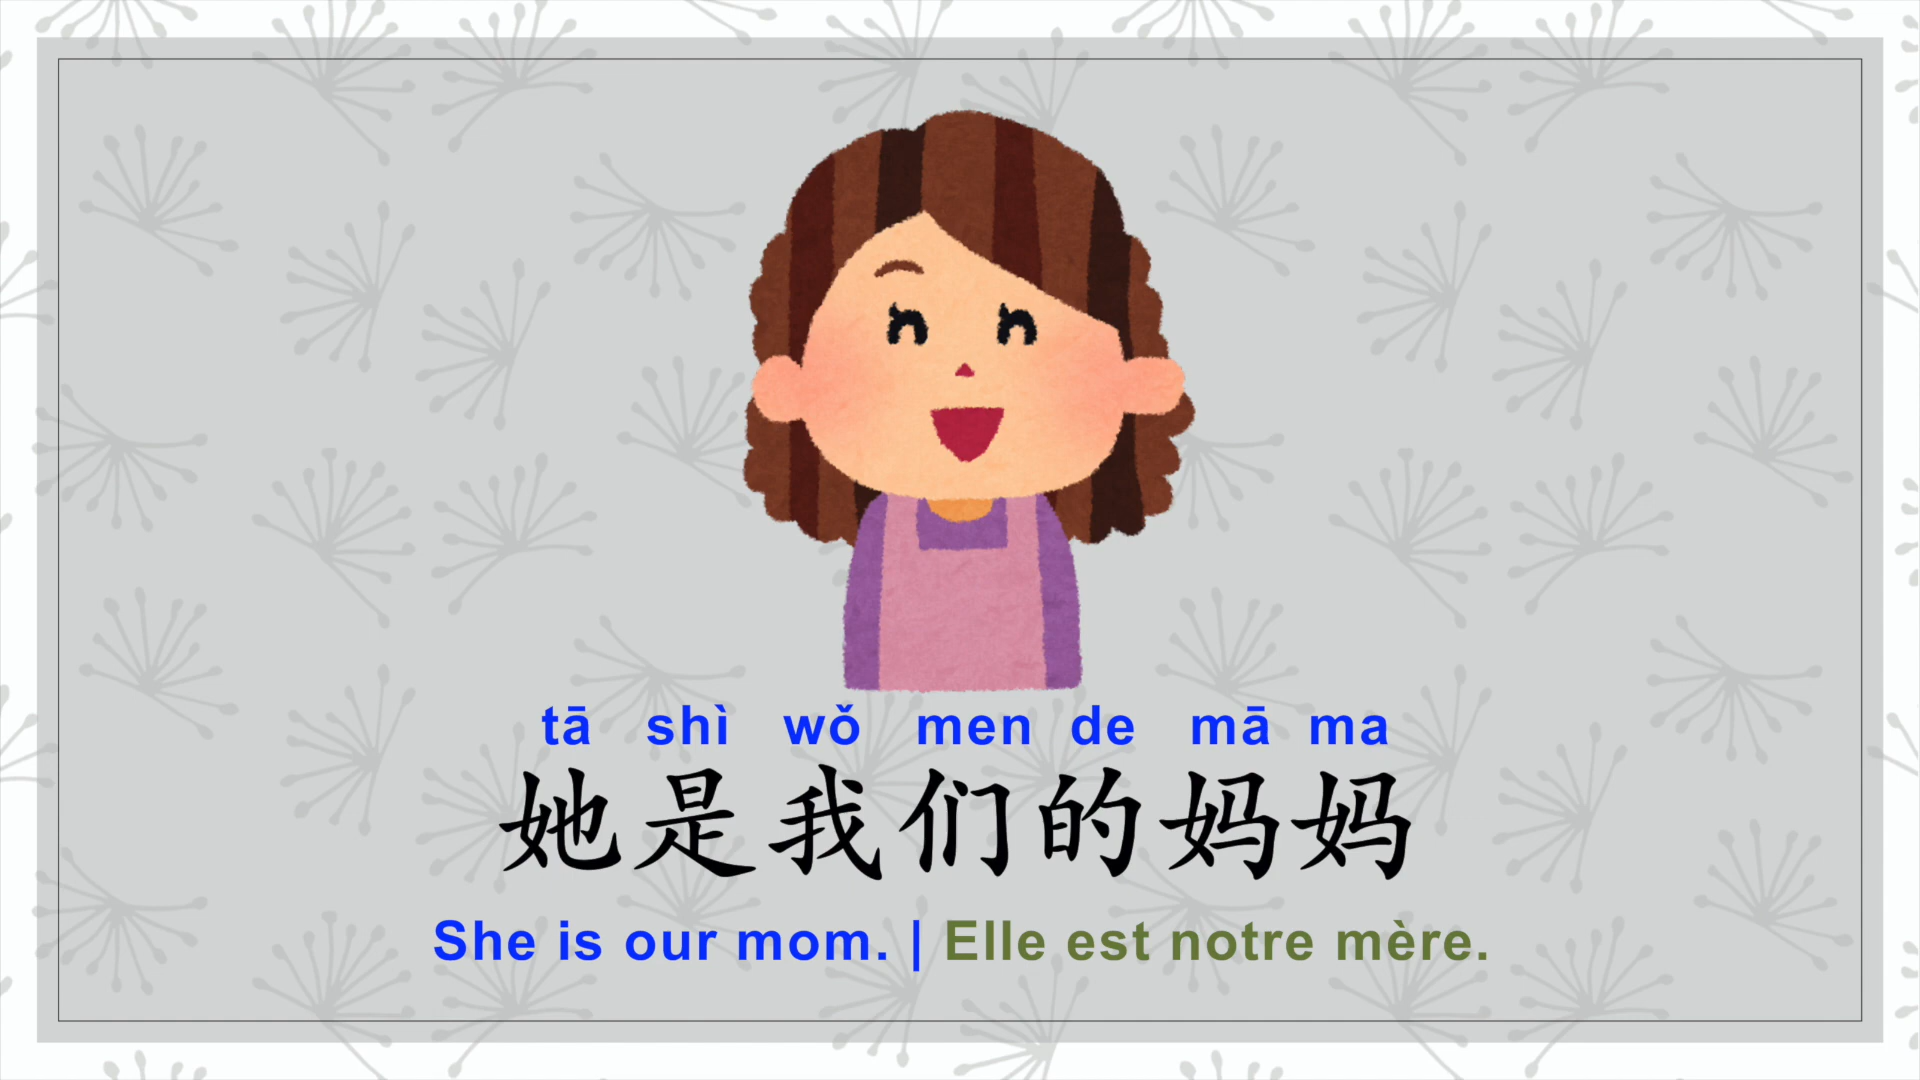 tā shì wǒ men de mā ma
她是我们的妈妈
She is our mom. | Elle est notre mère.